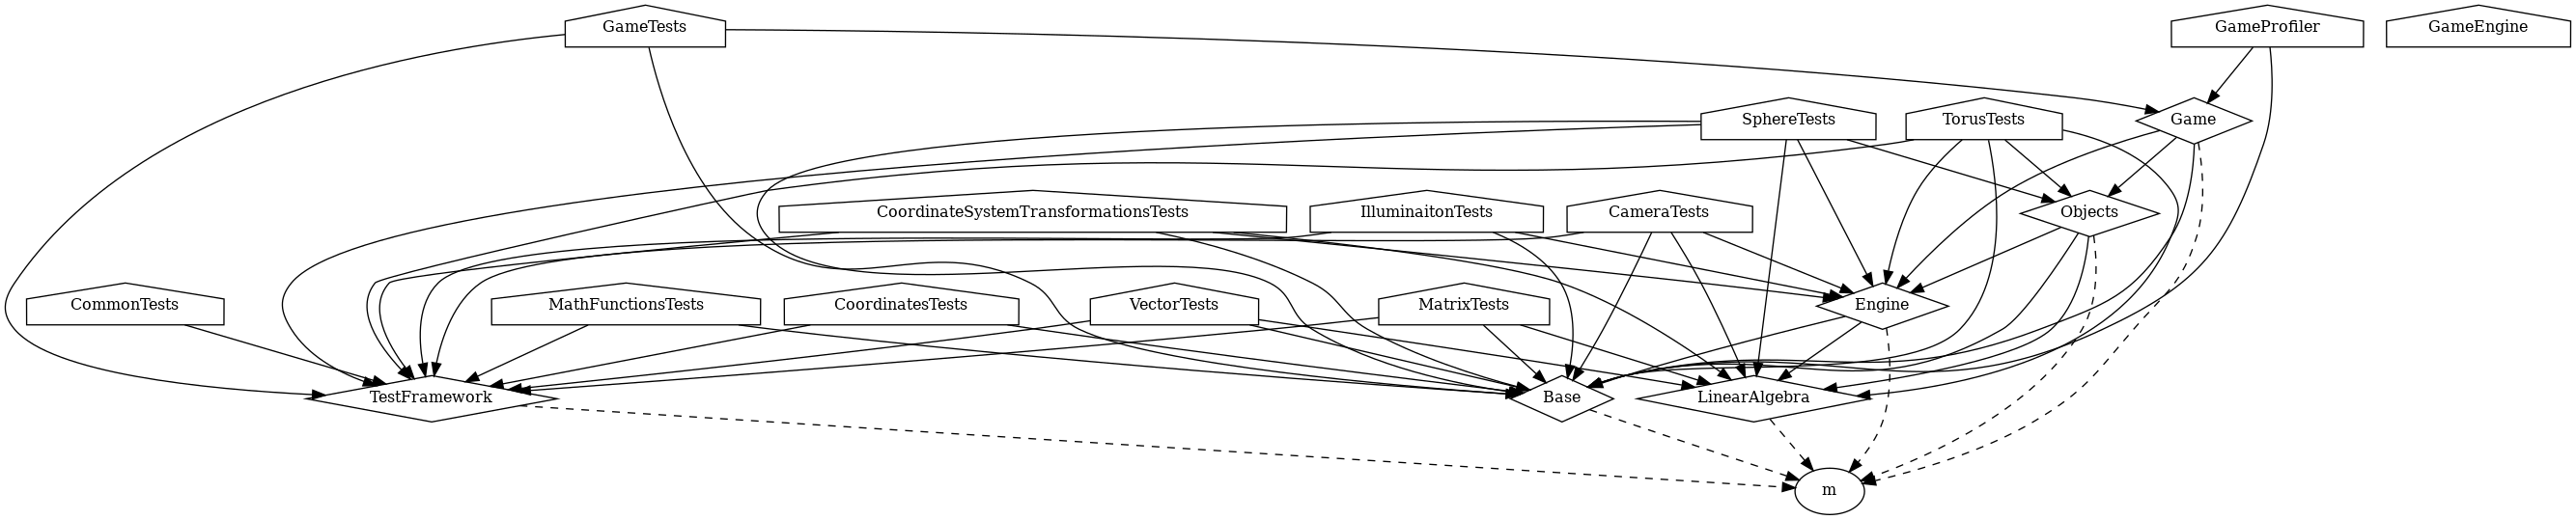 GameTests
GameProfiler
GameEngine
SphereTests
TorusTests
Game
CoordinateSystemTransformationsTests
IlluminaitonTests
CameraTests
Objects
CommonTests
MathFunctionsTests
CoordinatesTests
VectorTests
MatrixTests
Engine
TestFramework
Base
LinearAlgebra
m